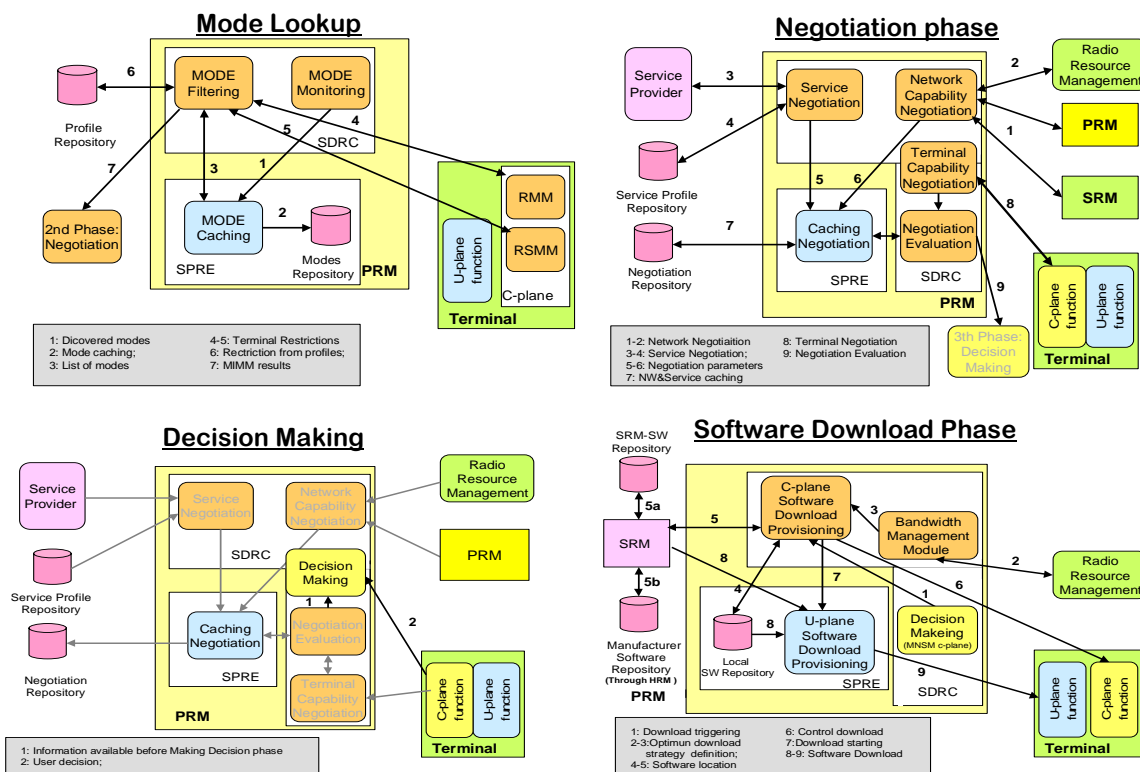 Mode Lookup
6
MODE
Filtering
MODE
Monitoring
4
5
SDRC
Profile
Repository
7
3
1
2nd Phase:
Negotiation
MODE
Caching
2
Modes
Repository
SPRE
PRM
RMM
RSMM
U-plane
function
C-plane
Terminal
1: Dicovered modes
2: Mode caching;
3: List of modes
4-5: Terminal Restrictions
6: Rectriction from profiles;
7: MIMM results
Negotiation phase
Service
Provider
3
4
Service
Negotiation
Network
Capability
Negotiation
2
Radio
Resource
Management
PRM
1
SRM
Terminal
Capability
Negotiation
Service Profile
Repository
5
6
8
7
Caching
Negotiation
Negotiation
Evaluation
Negotiation
Repository
SPRE
SDRC
PRM
9
3th Phase:
Decision
Making
C-plane
function
U-plane
function
Terminal
1-2: Network Negotiaition
3-4: Service Negotiation;
5-6: Negotiation parameters
7: NW&Service caching
8: Terminal Negotiation
9: Negotiation Evaluation
Decision Making
Service
Provider
Service
Negotiation
Network
Capability
Negotiation
Radio
Resource
Management
SDRC
PRM
Decision
Making
Service Profile
Repository
1
2
Caching
Negotiation
Negotiation
Evaluation
SPRE
Terminal
Capability
Negotiation
Negotiation
Repository
PRM
C-plane
function
U-plane
function
Terminal
1: Information available before Making Decision phase
2: User decision;
Software Download Phase
SRM-SW
Repository
5a
5
SRM
8
5b
C-plane
Software
Download
Provisioning
3
Bandwidth
Management
Module
2
Radio
Resource
Management
6
7
1
4
Manufacturer
Software
Repository
(Through HRM )
PRM
8
Local
SW Repository
U-plane
Software
Download
Provisioning
Decision
Makeing
(MNSM c-plane)
SPRE
9
SDRC
U-plane
function
C-plane
function
Terminal
1: Download triggering
2-3:Optimun download
strategy definition;
4-5: Software location
6: Control download
7:Download starting
8-9: Software Download